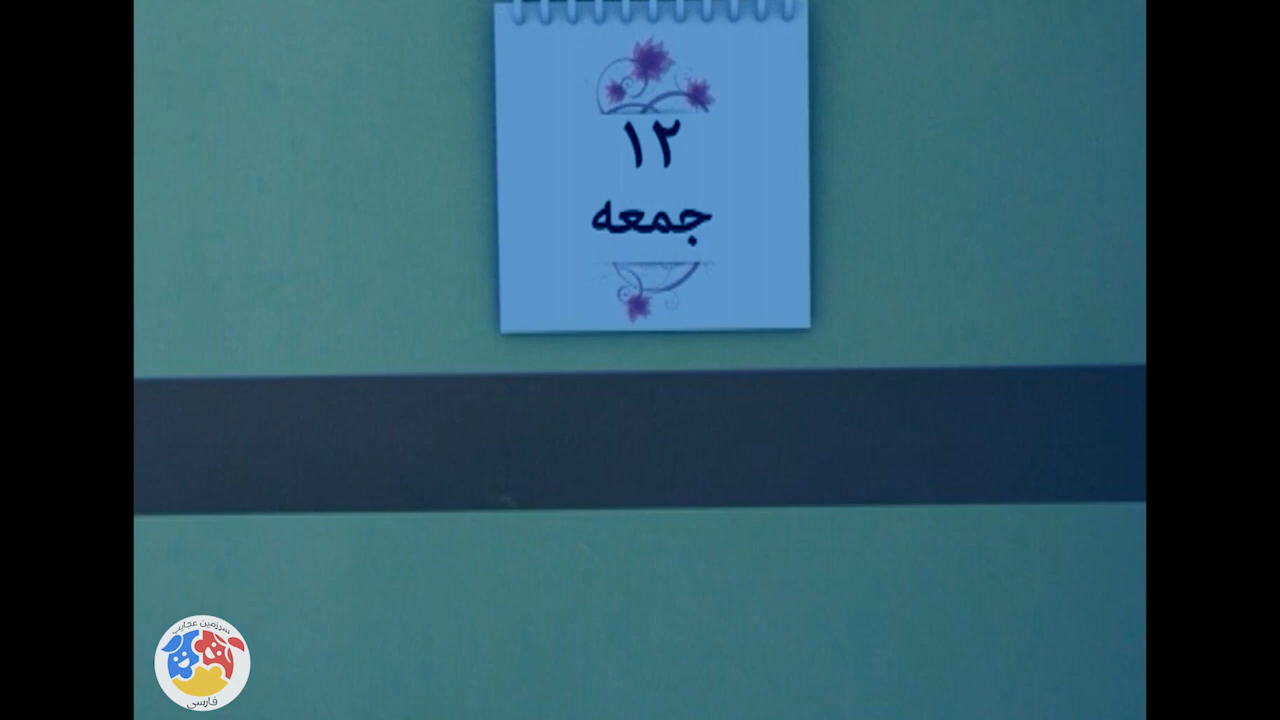 ۱۲
جمعه
سرزمین عجایب
فارسی